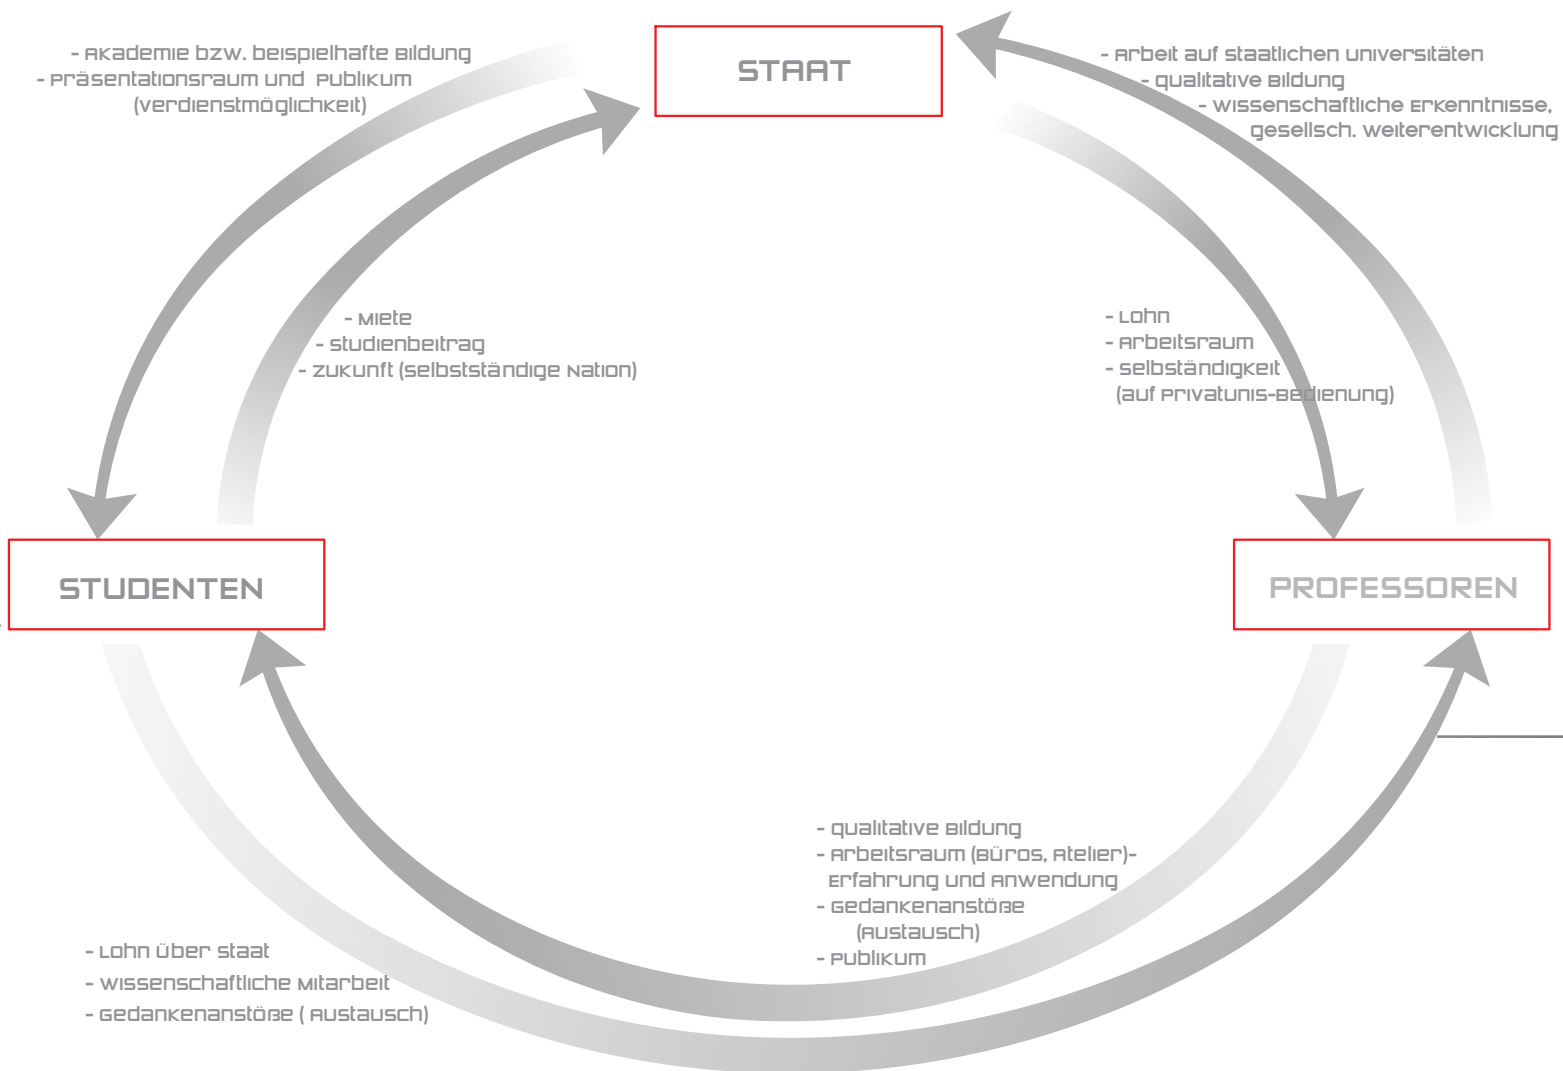 - Akademie bzw. beispielhafte Bildung
- Präsentationsraum und Publikum
(Verdienstmöglichkeit)
STAAT
- Arbeit auf staatlichen Universitäten
- qualitative Bildung
- wissenschaftliche Erkenntnisse,
gesellsch. Weiterentwicklung
- Miete
- Studienbeitrag
- Zukunft (selbstständige Nation)
- Lohn
- Arbeitsraum
- Selbständigkeit
(auf Privatunis-Bedienung)
STUDENTEN
PROFESSOREN
- qualitative Bildung
- Arbeitsraum (Büros, Atelier)-
Erfahrung und Anwendung
- Gedankenanstöße
(Austausch)
- Publikum
- Lohn über Staat
- wissenschaftliche Mitarbeit
- Gedankenanstöße ( Austausch)